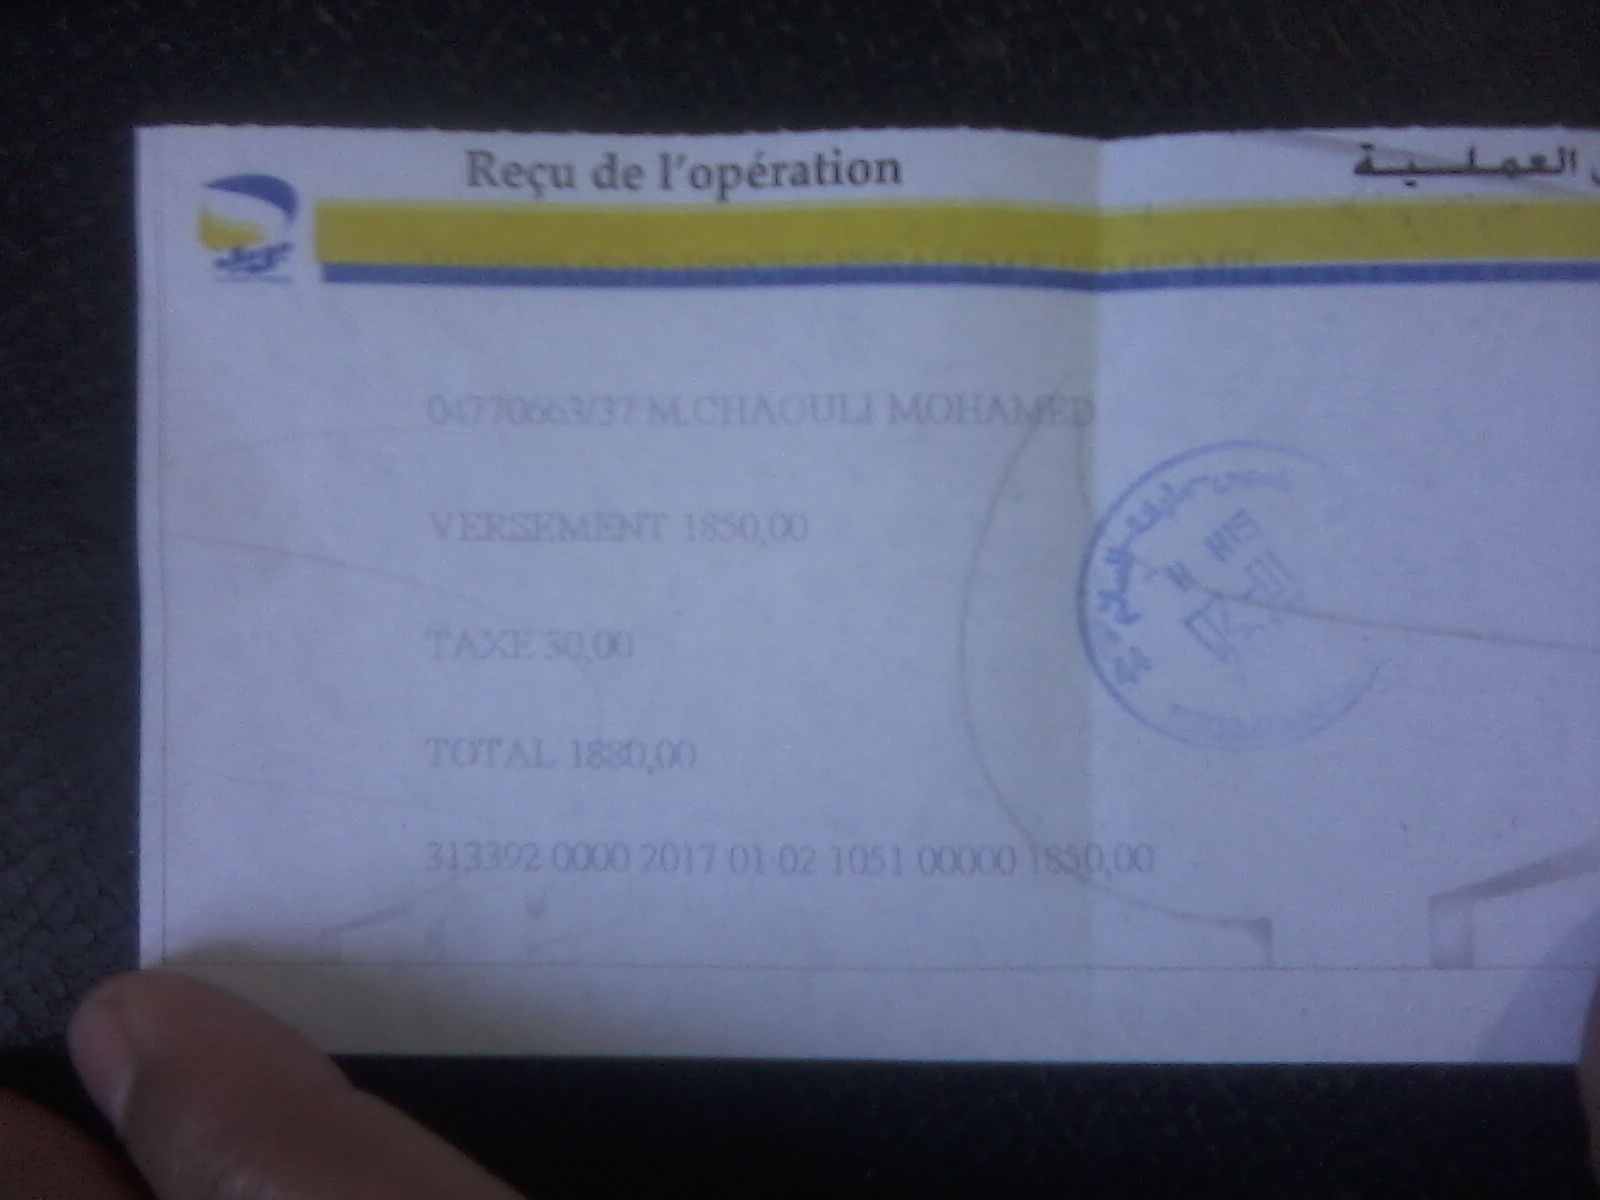 Reçu de l'opération
العملية
04770663/37 M.CHAOULI MOHAMED
VERSEMENT 1850,00
TAXE 30,00
TOTAL 1880,00
313392 0000 2017 01 02 1051 00000 1850,00